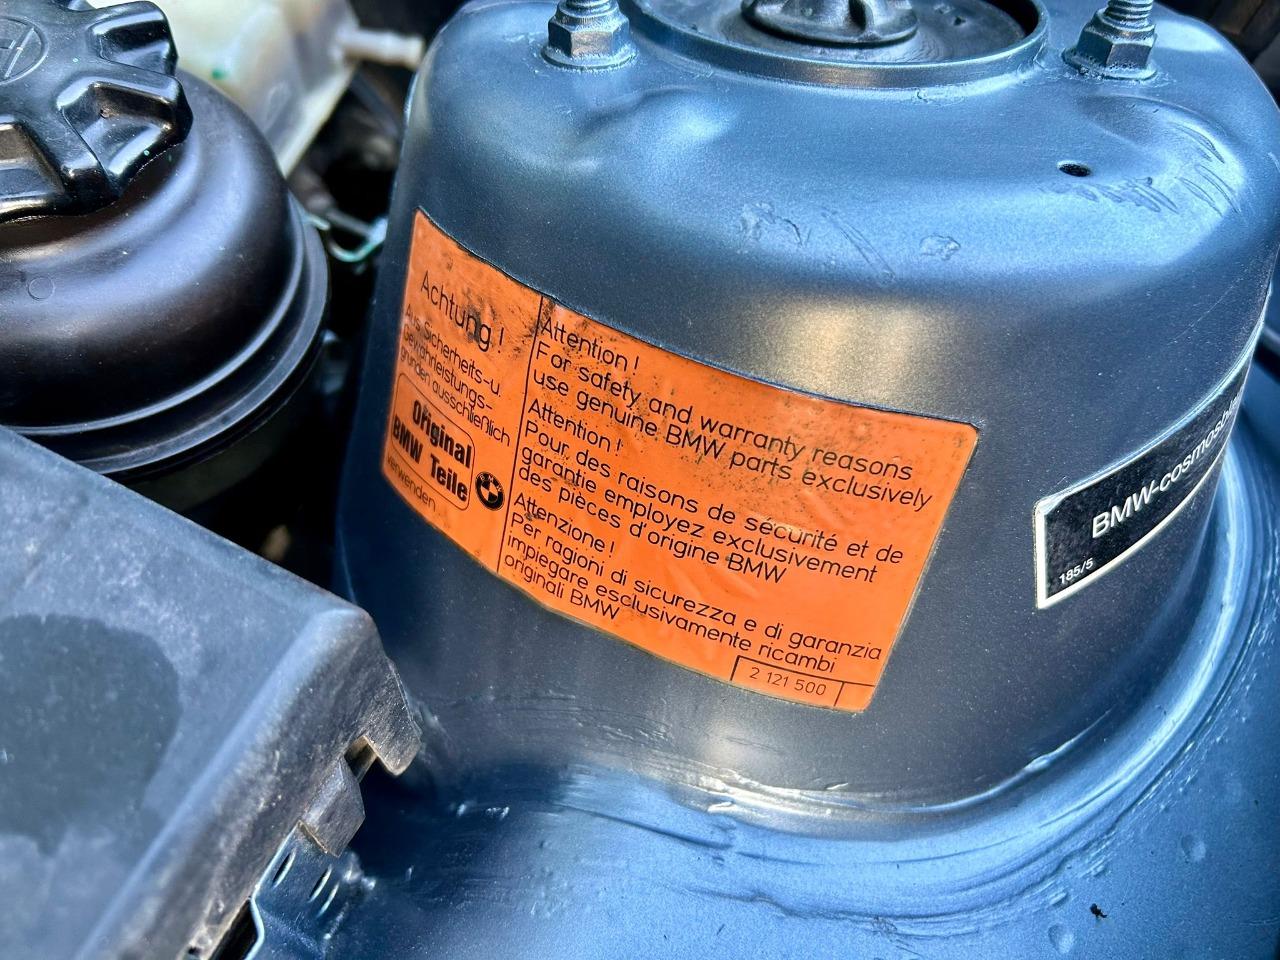 Achtung !
Aus Sicherheits-u
gewährleistungs-
gründen ausschließlich
Original
BMW Teile
verwenden
Attention !
For safety and warranty reasons
use genuine BMW parts exclusively
Attention !
Pour des raisons de sécurité et de
garantie employez exclusivement
des pièces d'origine BMW
Attenzione !
Per ragioni di sicurezza e di garanzia
impiegare esclusivamente ricambi
originali BMW
2 121 500
BMW-cosmosblau
185/5